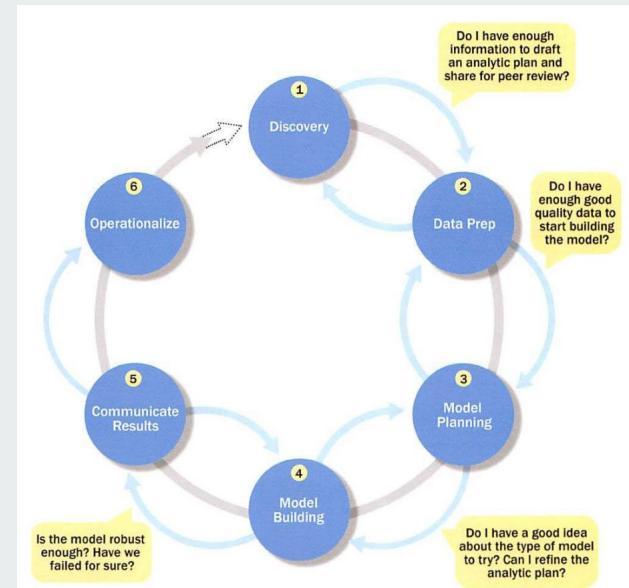 Do I have enough
information to draft
an analytic plan and
share for peer review?
1
Discovery
2
Data Prep
Do I have
enough good
quality data to
start building
the model?
3
Model
Planning
Do I have a good idea
about the type of model
to try? Can I refine the
analytic plan?
4
Model
Building
Is the model robust
enough? Have we
failed for sure?
5
Communicate
Results
6
Operationalize